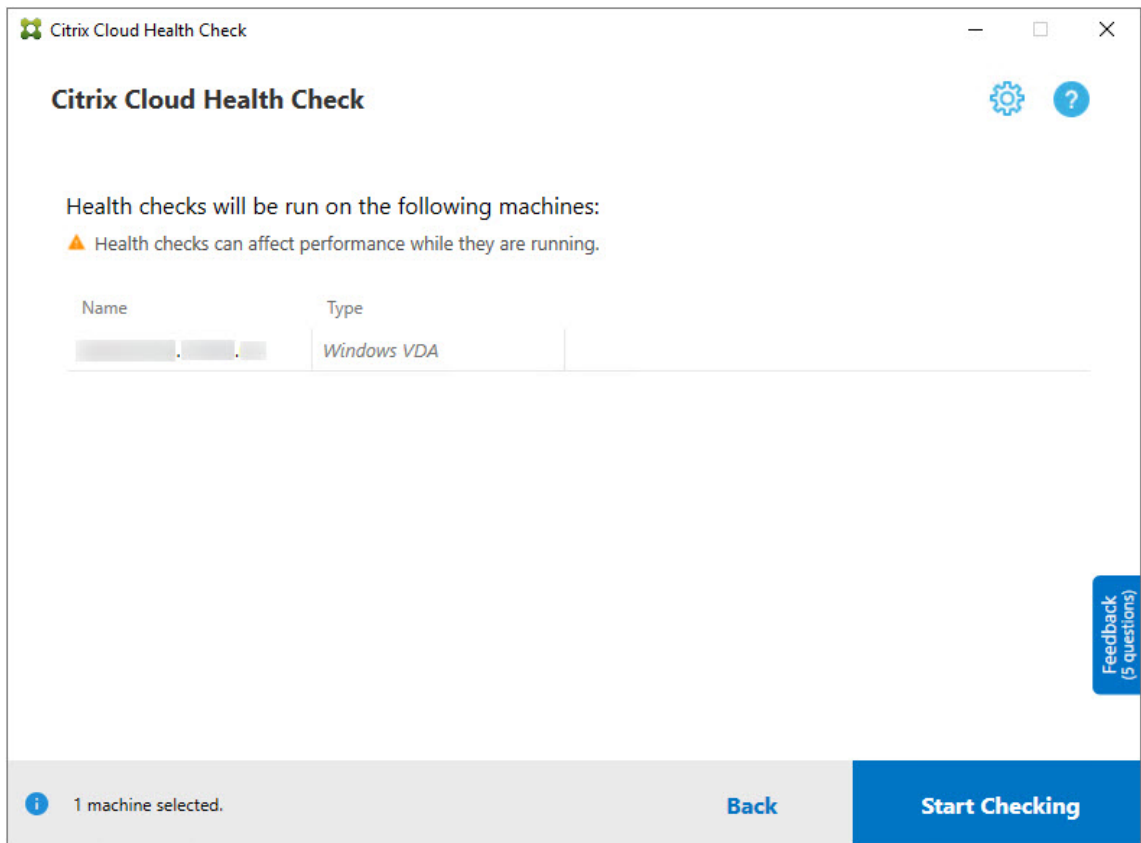 Citrix Cloud Health Check
Citrix Cloud Health Check
?
Health checks will be run on the following machines:
Health checks can affect performance while they are running.
Name Type
Windows VDA
Feedback
(5 questions)
1 machine selected.
Back
Start Checking